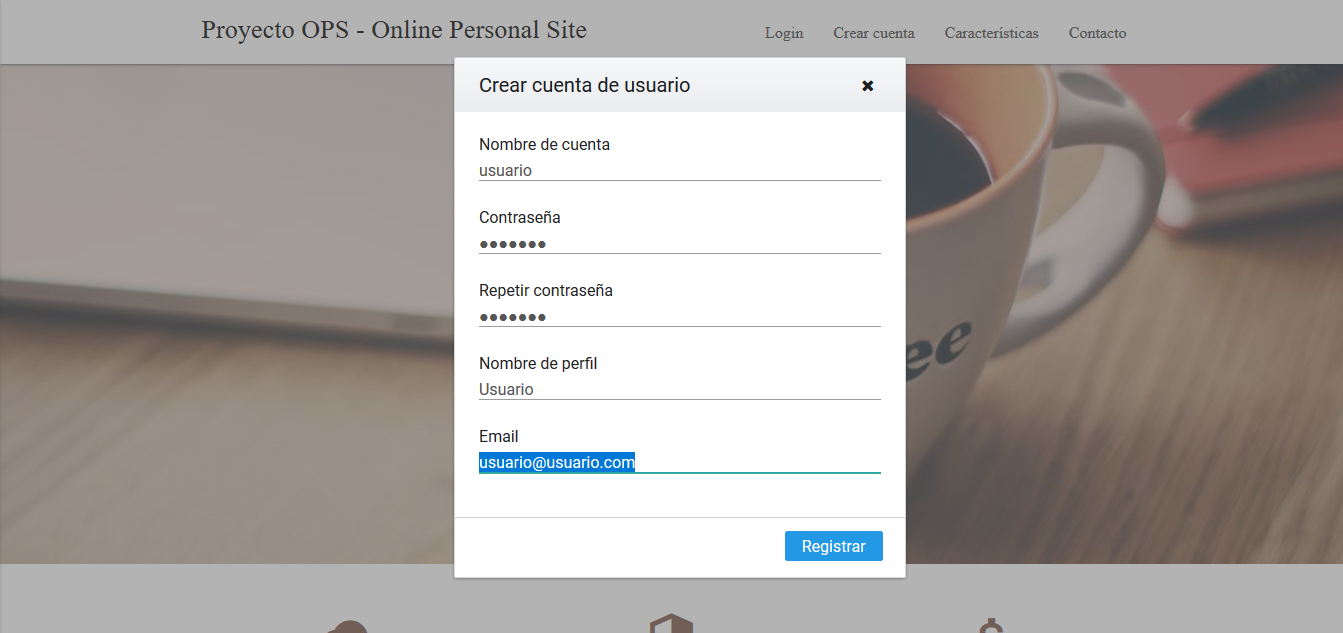 Proyecto OPS - Online Personal Site
Login Crear cuenta Características Contacto
Crear cuenta de usuario
Nombre de cuenta
usuario
Contraseña
•••••••
Repetir contraseña
•••••••
Nombre de perfil
Usuario
Email
usuario@usuario.com
Registrar
ee